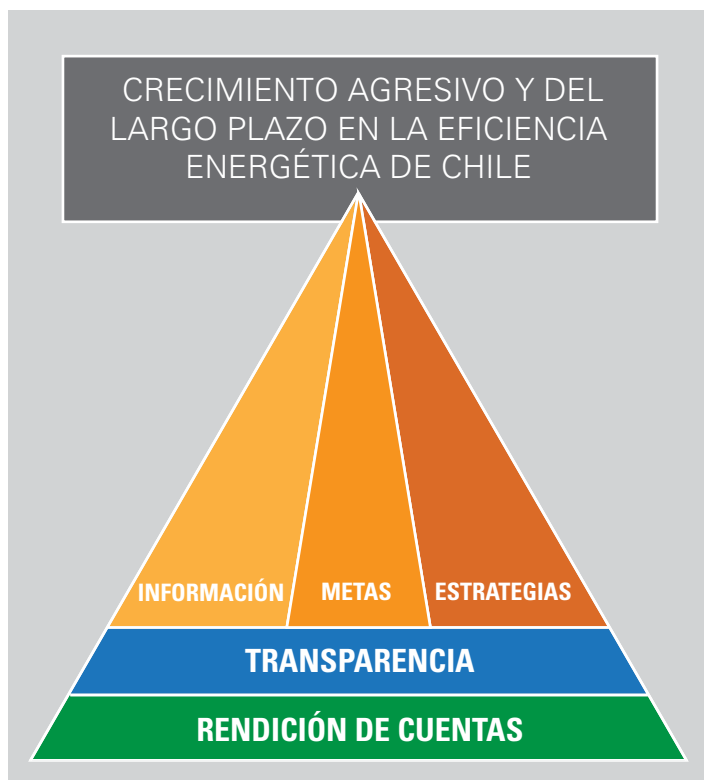 CRECIMIENTO AGRESIVO Y DEL
LARGO PLAZO EN LA EFICIENCIA
ENERGÉTICA DE CHILE
INFORMACIÓN
METAS
ESTRATEGIAS
TRANSPARENCIA
RENDICIÓN DE CUENTAS